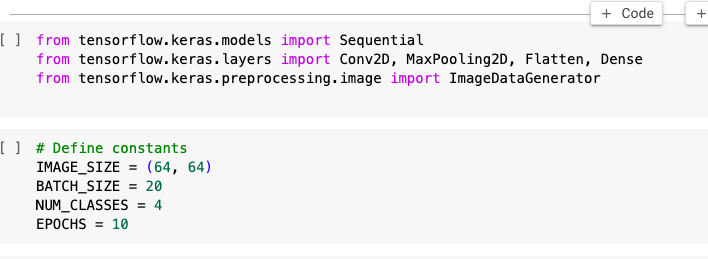 + Code
+
[ ] from tensorflow.keras.models import Sequential
from tensorflow.keras.layers import Conv2D, MaxPooling2D, Flatten, Dense
from tensorflow.keras.preprocessing.image import ImageDataGenerator
[ ] # Define constants
IMAGE_SIZE = (64, 64)
BATCH_SIZE = 20
NUM_CLASSES = 4
EPOCHS = 10